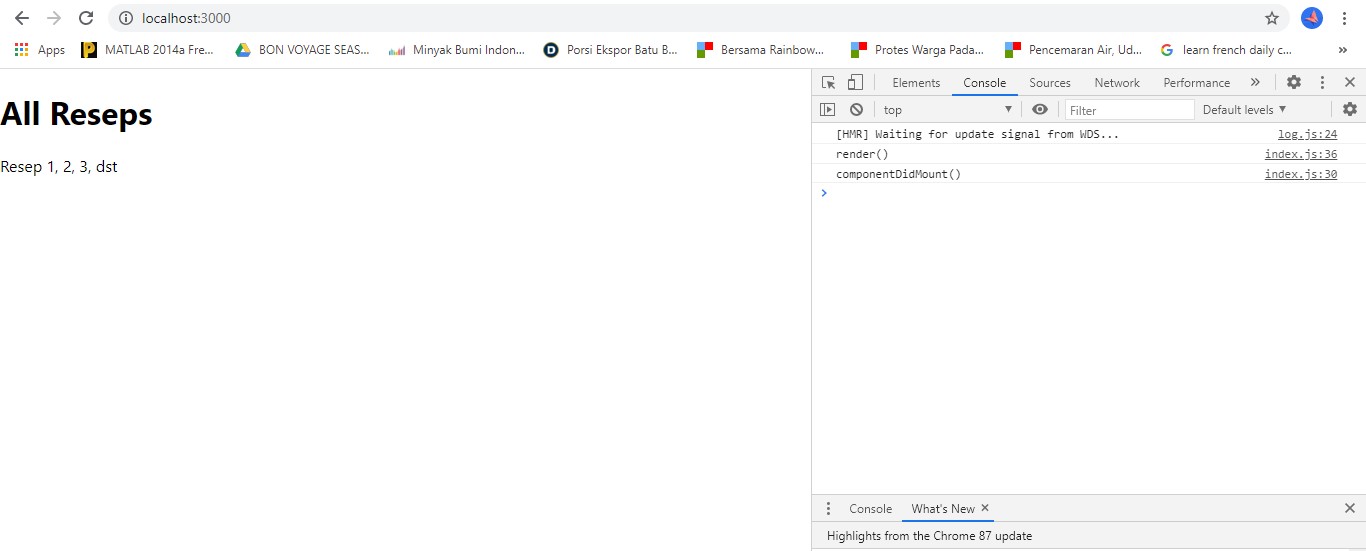 localhost:3000
Apps MATLAB 2014a Fre... BON VOYAGE SEAS... Minyak Bumi Indon... Porsi Ekspor Batu B... Bersama Rainbow... Protes Warga Pada... Pencemaran Air, Ud... learn french daily c... »
All Reseps
Resep 1, 2, 3, dst
Elements Console Sources Network Performance »
top Filter Default levels
[HMR] Waiting for update signal from WDS... log.js:24
render() index.js:36
componentDidMount() index.js:30
Console What's New
Highlights from the Chrome 87 update